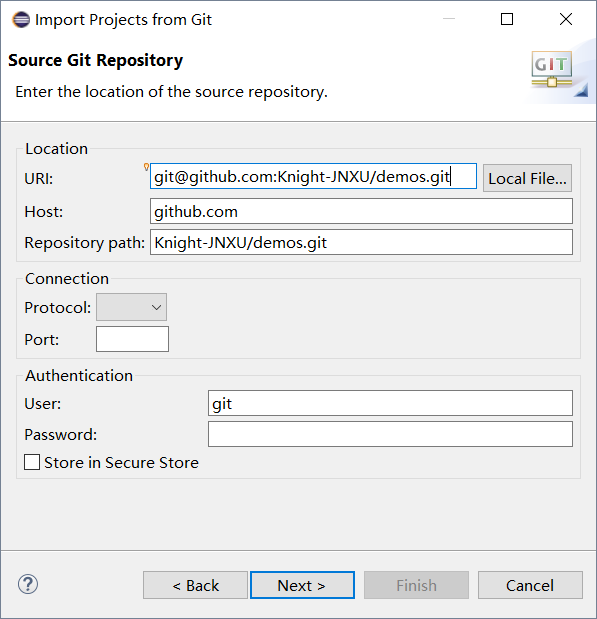 Import Projects from Git
Source Git Repository
Enter the location of the source repository.
GIT
Location
URI: git@github.com:Knight-JNXU/demos.git Local File...
Host: github.com
Repository path: Knight-JNXU/demos.git
Connection
Protocol:
Port:
Authentication
User: git
Password:
Store in Secure Store
? < Back Next > Finish Cancel